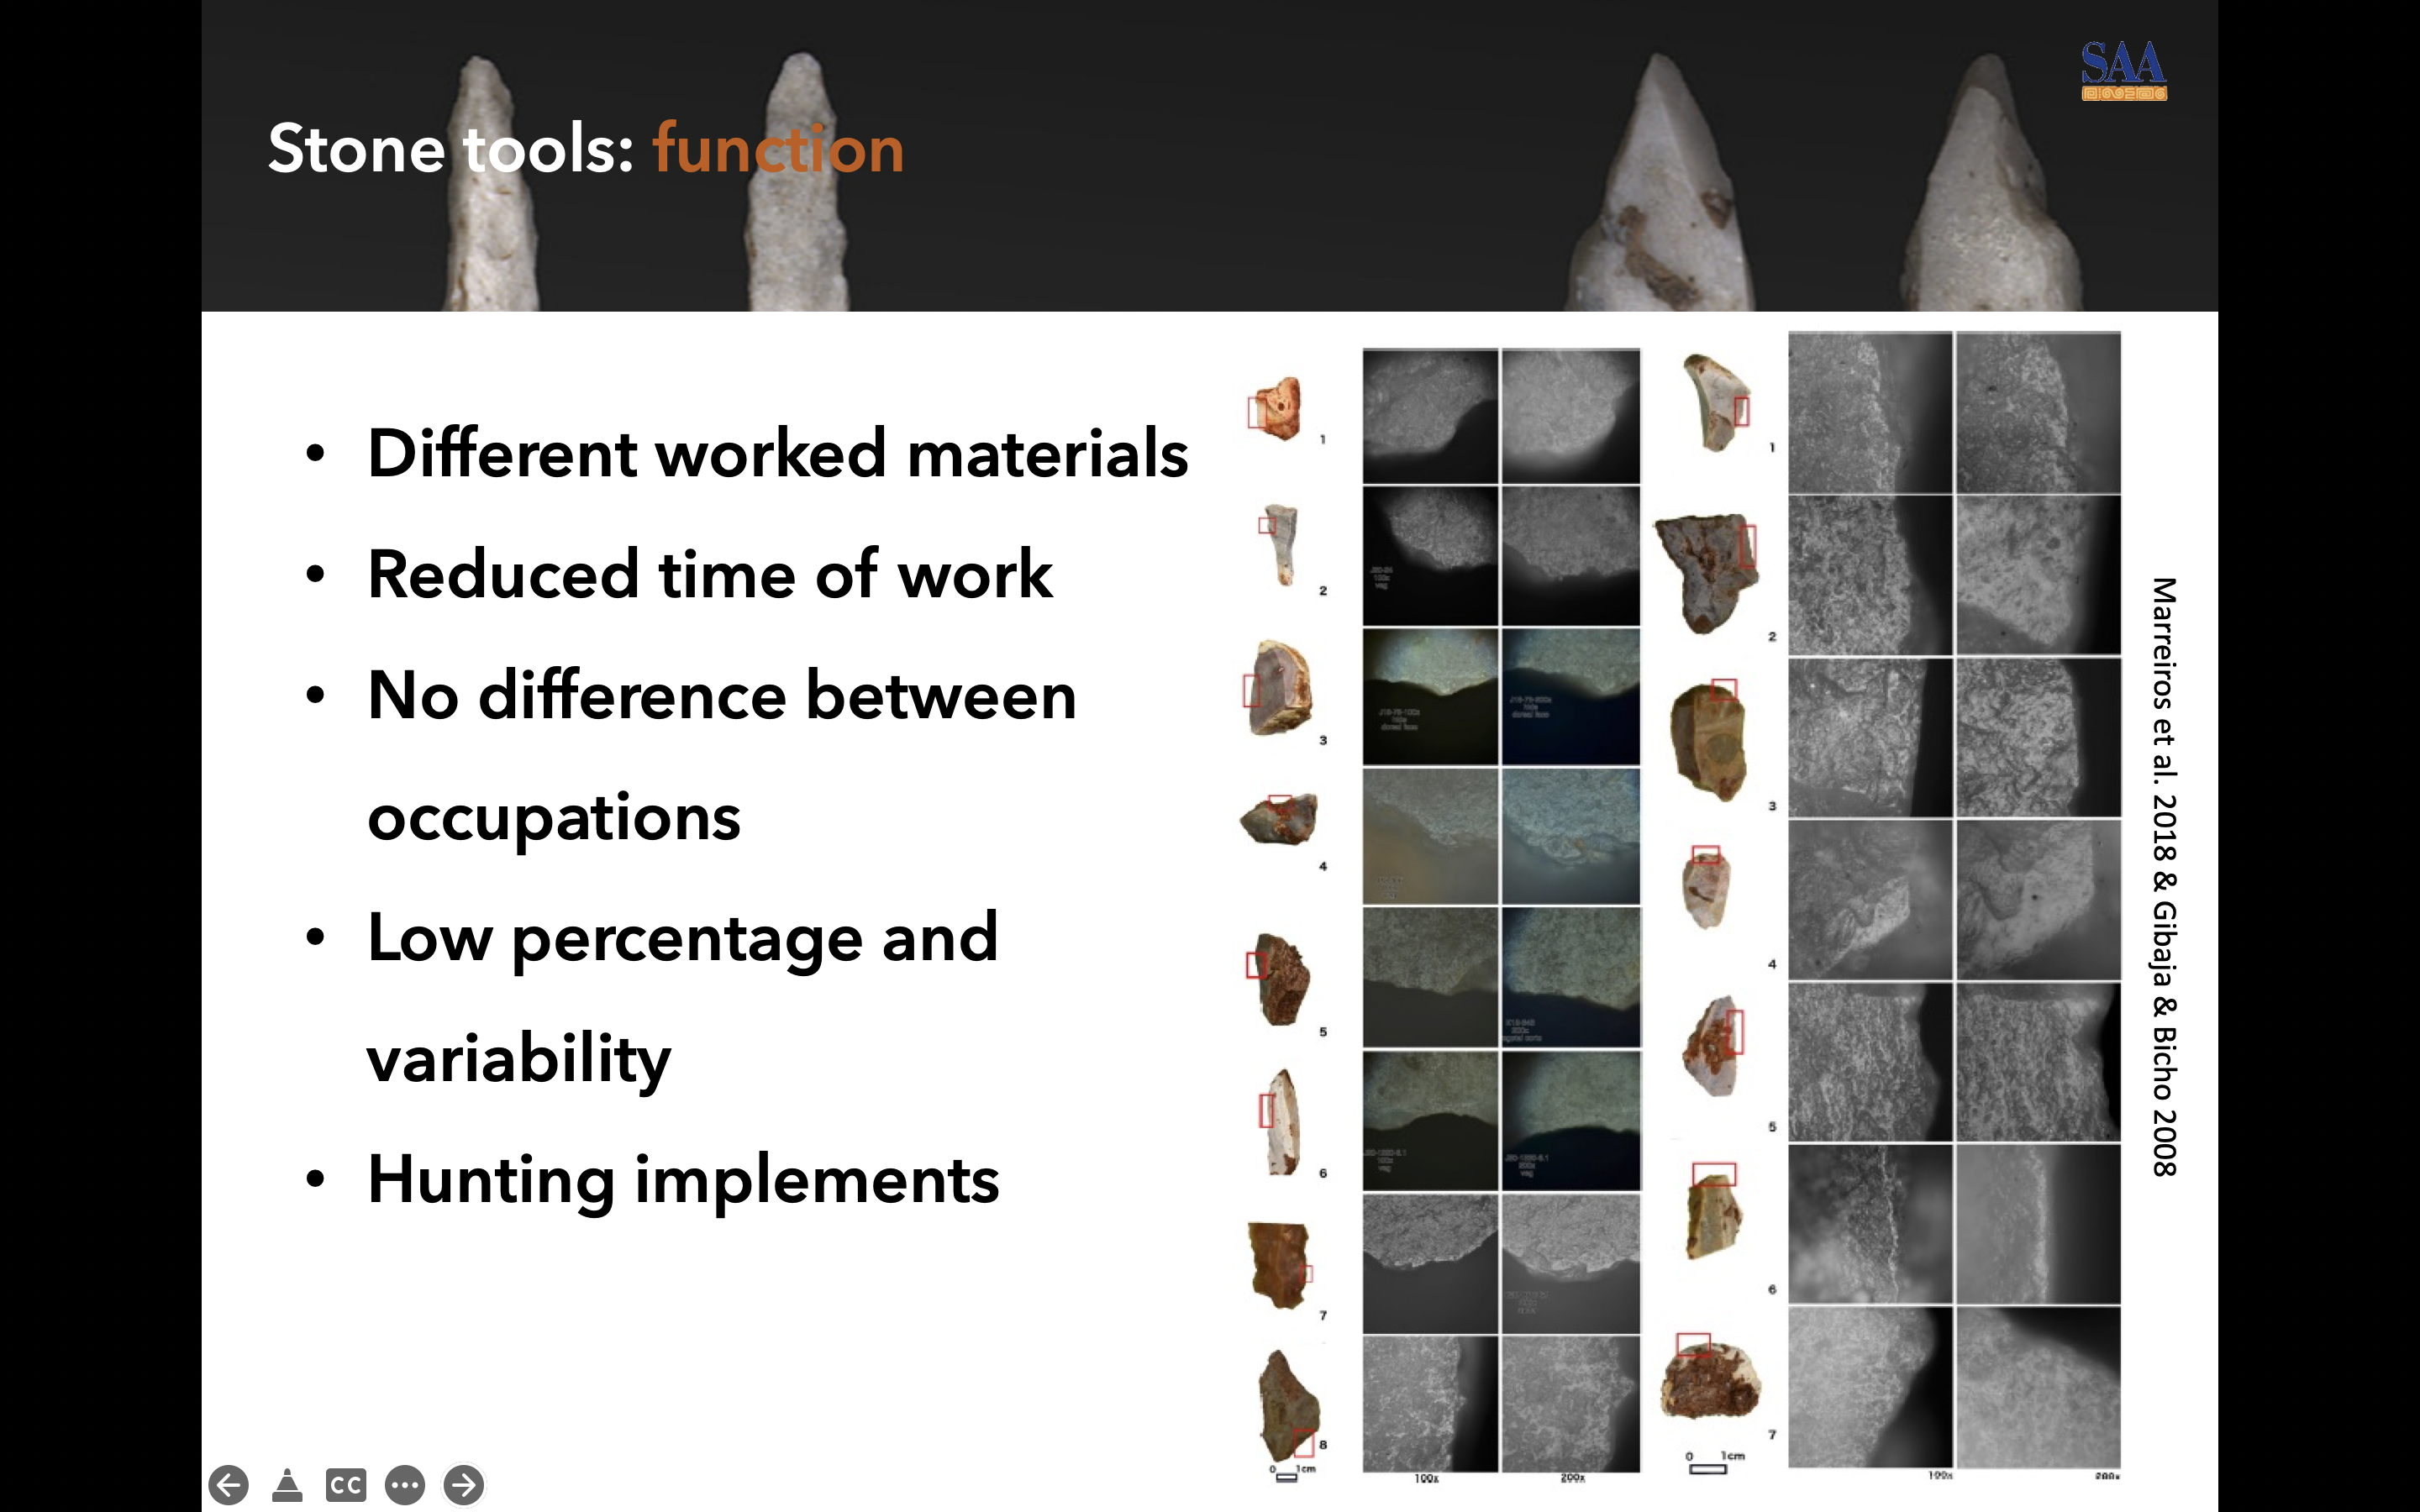 SAA
Stone tools: function
• Different worked materials
• Reduced time of work
• No difference between
occupations
• Low percentage and
variability
• Hunting implements
1
2
3
4
5
6
7
8
0 1cm
100x
200x
1
2
3
4
5
6
7
0 1cm
100x
200x
Marreiros et al. 2018 & Gibaja & Bicho 2008
CC